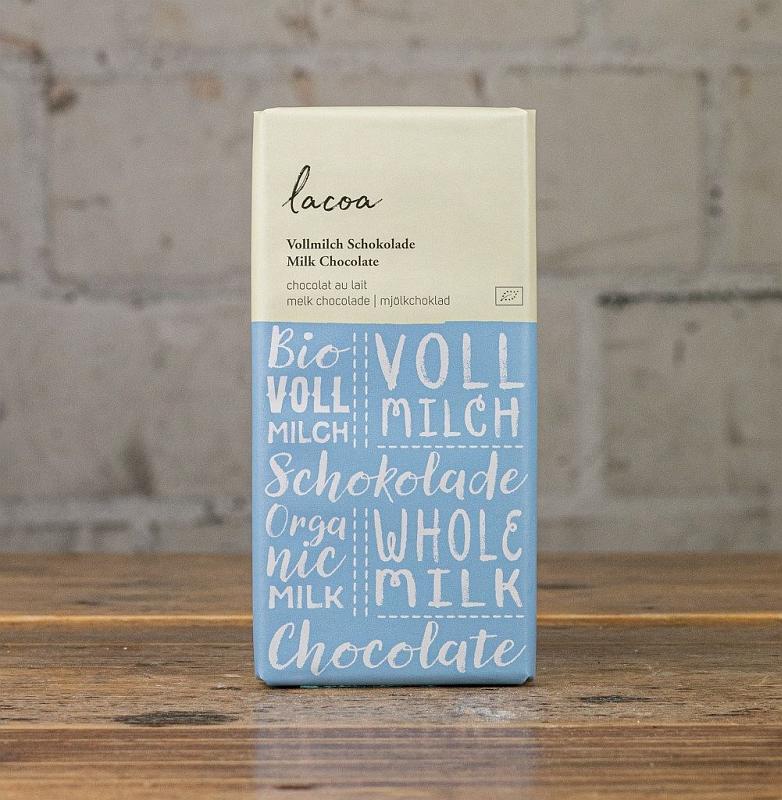 lacoa
Vollmilch Schokolade
Milk Chocolate
chocolat au lait
melk chocolade | mjölkchoklad
Bio
VOLL
MILCH
VOLL
MILCH
Schokolade
Orga
nic
MILK
WHOLE
MILK
Chocolate